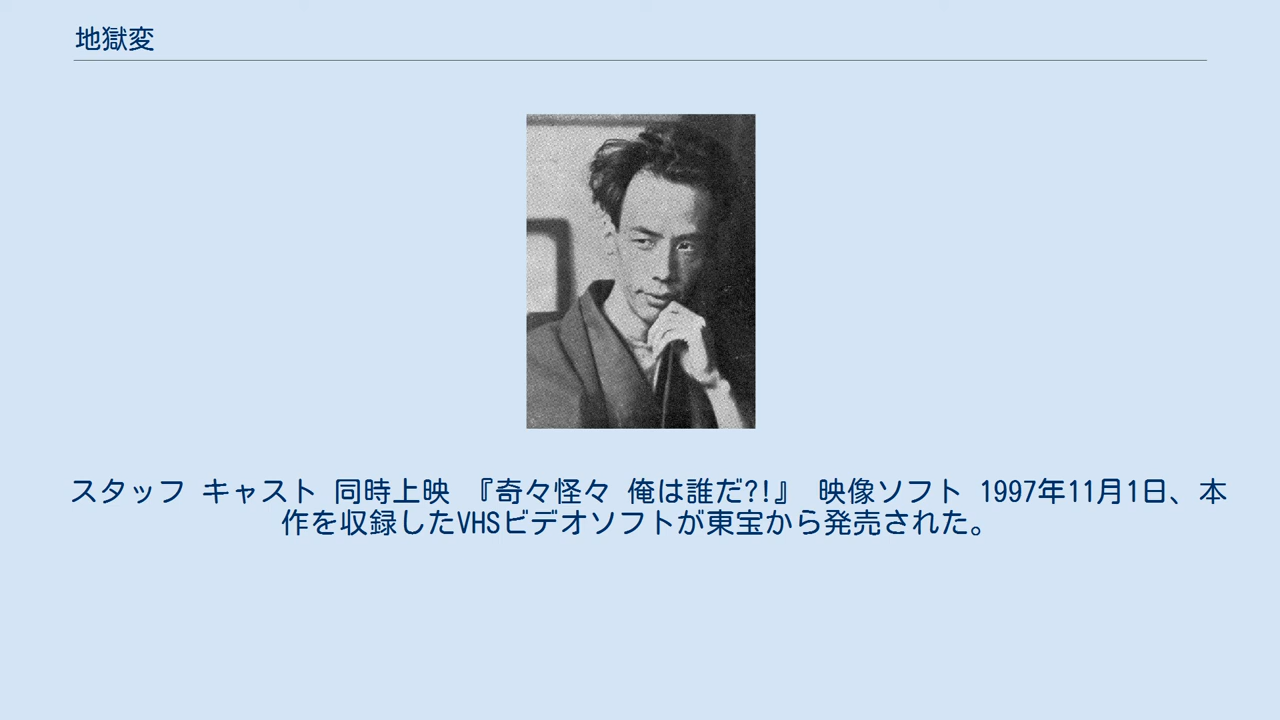 地獄変
スタッフ キャスト 同時上映 『奇々怪々 俺は誰だ?!』 映像ソフト 1997年11月1日、本
作を収録したVHSビデオソフトが東宝から発売された。